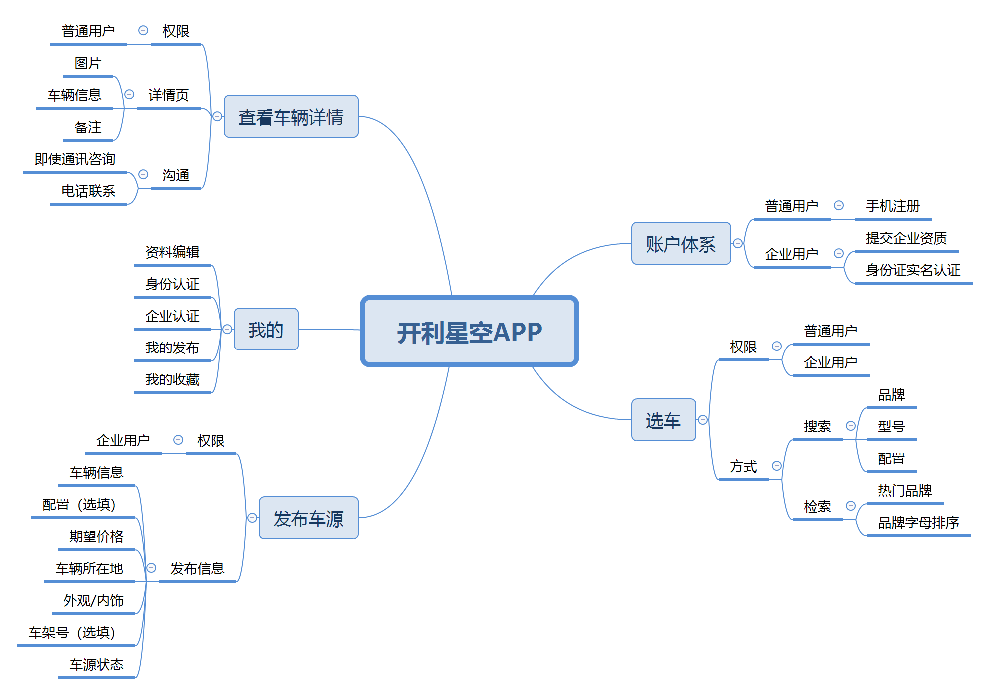 开利星空APP
账户体系
普通用户
手机注册
企业用户
提交企业资质
身份证实名认证
选车
权限
普通用户
企业用户
方式
搜索
品牌
型号
配置
检索
热门品牌
品牌字母排序
查看车辆详情
权限
普通用户
详情页
图片
车辆信息
备注
沟通
即使通讯咨询
电话联系
我的
资料编辑
身份认证
企业认证
我的发布
我的收藏
发布车源
权限
企业用户
发布信息
车辆信息
配置（选填）
期望价格
车辆所在地
外观/内饰
车架号（选填）
车源状态